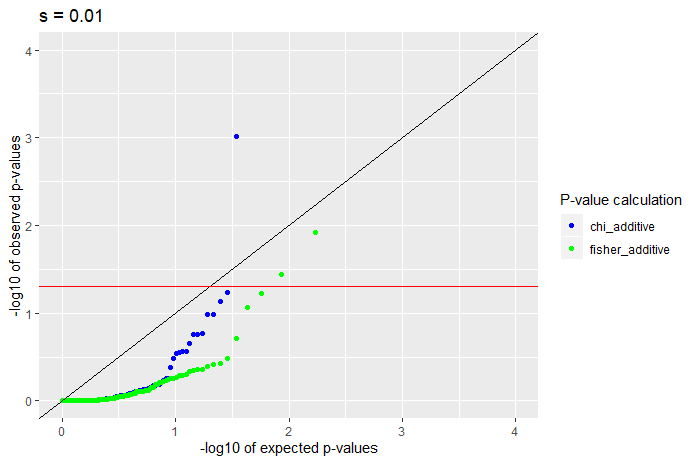 s = 0.01
-log10 of observed p-values
4
3
2
1
0
0
1
2
3
4
-log10 of expected p-values
P-value calculation
chi_additive
fisher_additive